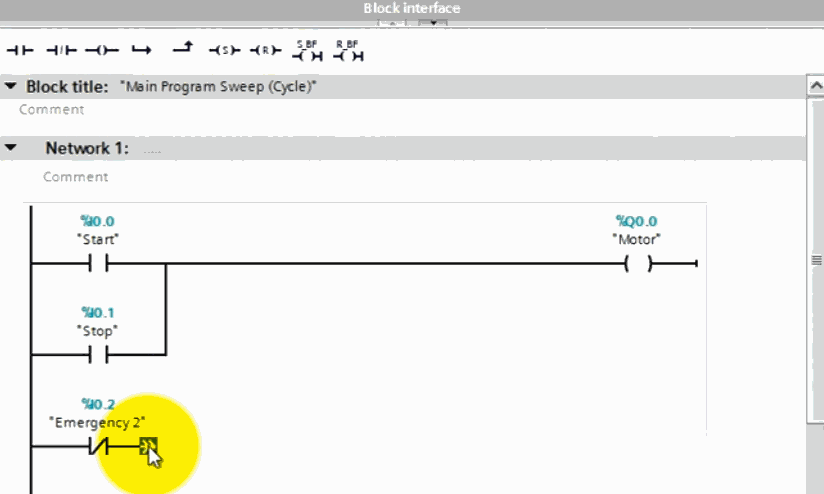 Block interface
S_BF R_BF
(S) (R)
Block title: "Main Program Sweep (Cycle)"
Comment
Network 1: .....
Comment
%I0.0 %Q0.0
"Start" "Motor"
%I0.1
"Stop"
%I0.2
"Emergency 2"